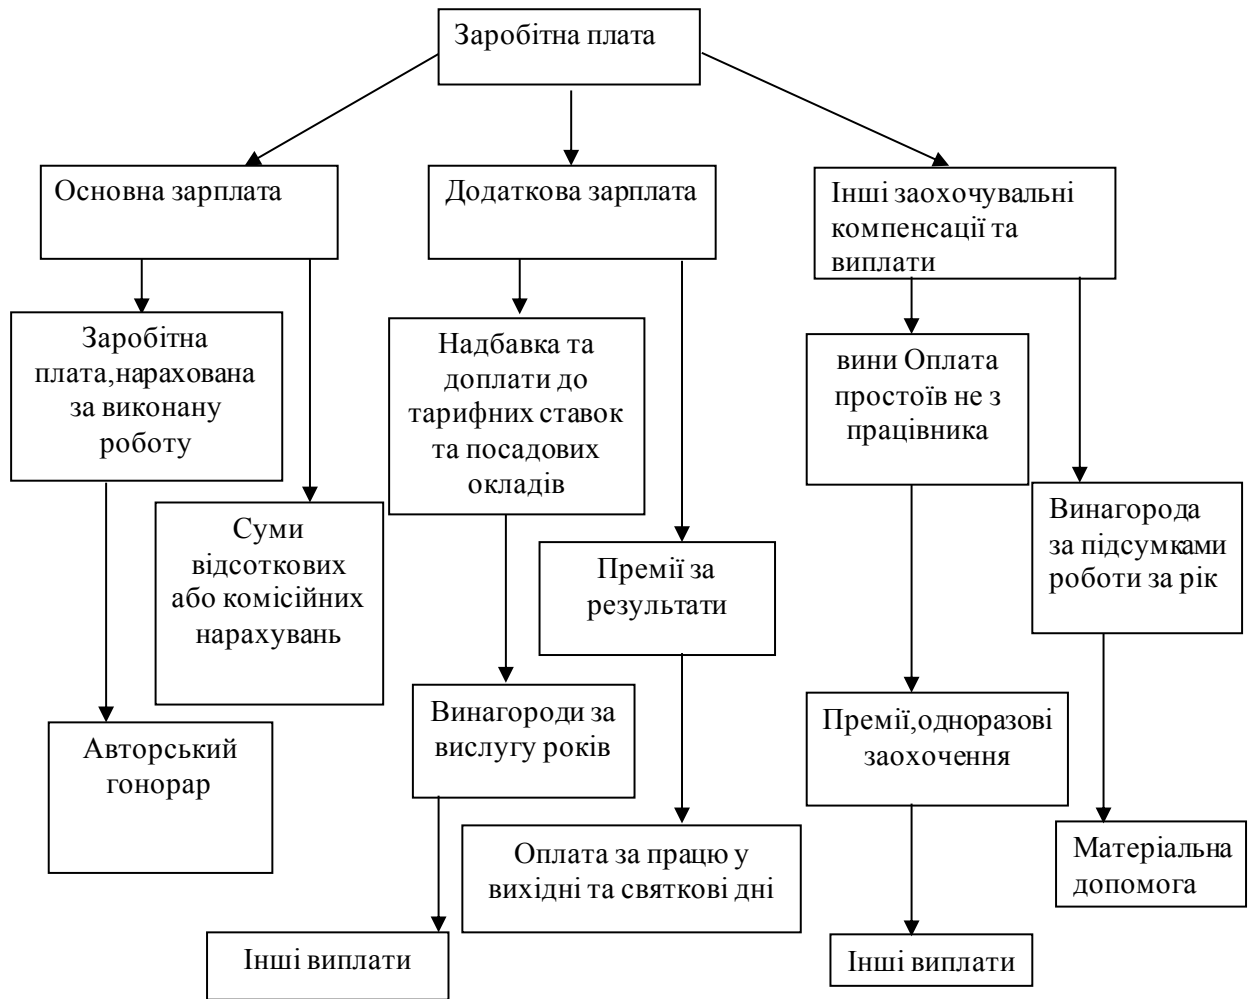 Заробітна плата
Основна зарплата
Додаткова зарплата
Інші заохочувальні
компенсації та
виплати
Заробітна
плата,нарахована
за виконану
роботу
Надбавка та
доплати до
тарифних ставок
та посадових
окладів
вини Оплата
простоїв не з
працівника
Суми
відсоткових
або комісійних
нарахувань
Премії за
результати
Винагорода
за підсумками
роботи за рік
Авторський
гонорар
Винагороди за
вислугу років
Премії,одноразові
заохочення
Оплата за працю у
вихідні та святкові дні
Матеріальна
допомога
Інші виплати
Інші виплати